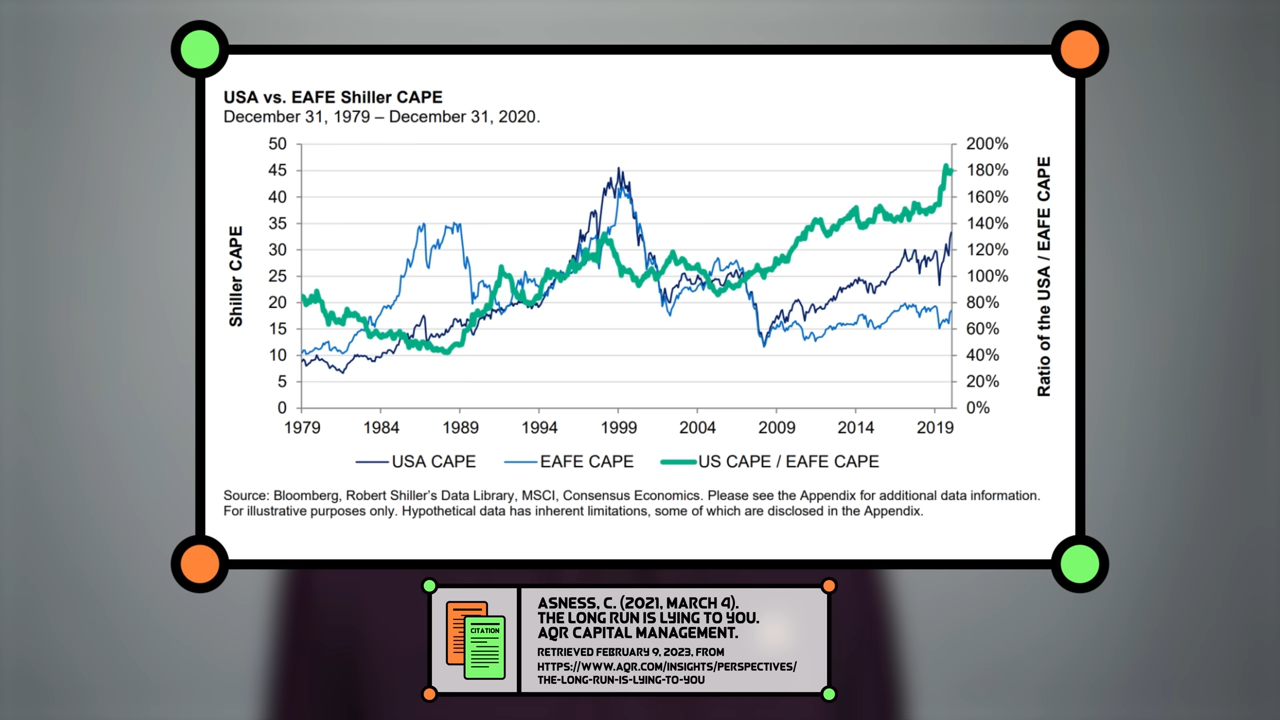 USA vs. EAFE Shiller CAPE
December 31, 1979 – December 31, 2020.
Shiller CAPE
50
45
40
35
30
25
20
15
10
5
0
200%
180%
160%
140%
120%
100%
80%
60%
40%
20%
0%
Ratio of the USA / EAFE CAPE
1979 1984 1989 1994 1999 2004 2009 2014 2019
USA CAPE EAFE CAPE US CAPE / EAFE CAPE
Source: Bloomberg, Robert Shiller’s Data Library, MSCI, Consensus Economics. Please see the Appendix for additional data information.
For illustrative purposes only. Hypothetical data has inherent limitations, some of which are disclosed in the Appendix.
CITATION
ASNESS, C. (2021, MARCH 4).
THE LONG RUN IS LYING TO YOU.
AQR CAPITAL MANAGEMENT.
RETRIEVED FEBRUARY 9, 2023, FROM
HTTPS://WWW.AQR.COM/INSIGHTS/PERSPECTIVES/
THE-LONG-RUN-IS-LYING-TO-YOU